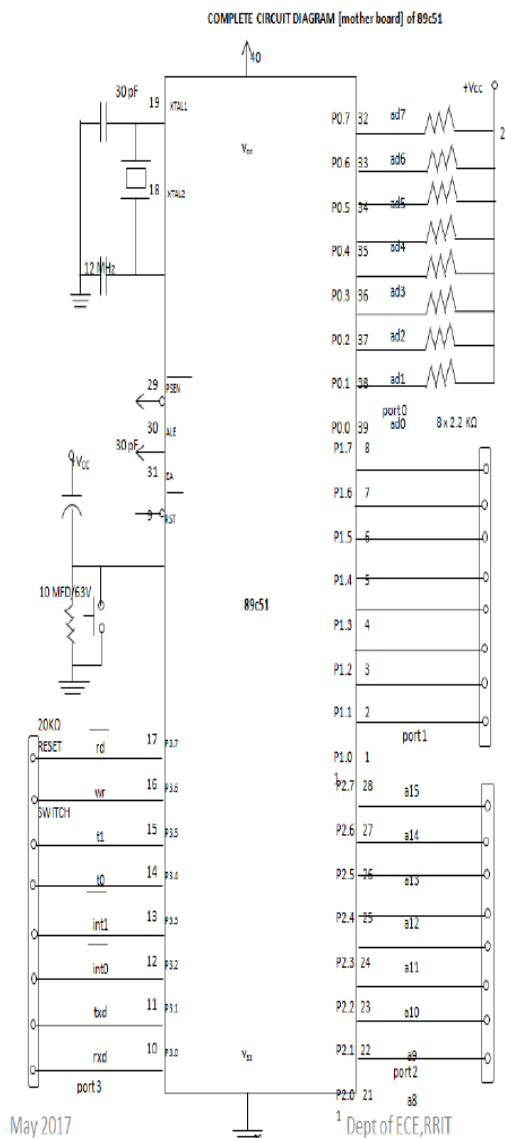 COMPLETE CIRCUIT DIAGRAM [mother board] of 89c51
40
30 pF
19
XTAL1
+Vcc
P0.7
32
ad7
2
Vcc
P0.6
33
ad6
18
XTAL2
P0.5
34
ad5
P0.4
35
ad4
12 MHz
P0.3
36
ad3
P0.2
37
ad2
29
PSEN
P0.1
38
ad1
port0
30
ALE
P0.0
39
ad0
8 x 2.2 KΩ
30 pF
P1.7
8
+Vcc
31
EA
P1.6
7
9
RST
P1.5
6
P1.4
5
10 MFD/63V
89c51
P1.3
4
P1.2
3
P1.1
2
port1
20KΩ
RESET
rd
17
P3.7
P1.0
1
1
wr
16
P3.6
P2.7
28
a15
SWITCH
t1
15
P3.5
P2.6
27
a14
t0
14
P3.4
P2.5
26
a13
int1
13
P3.3
P2.4
25
a12
int0
12
P3.2
P2.3
24
a11
txd
11
P3.1
P2.2
23
a10
rxd
10
P3.0
Vss
P2.1
22
a9
port 3
port2
P2.0
21
a8
1
May 2017
Dept of ECE,RRIT